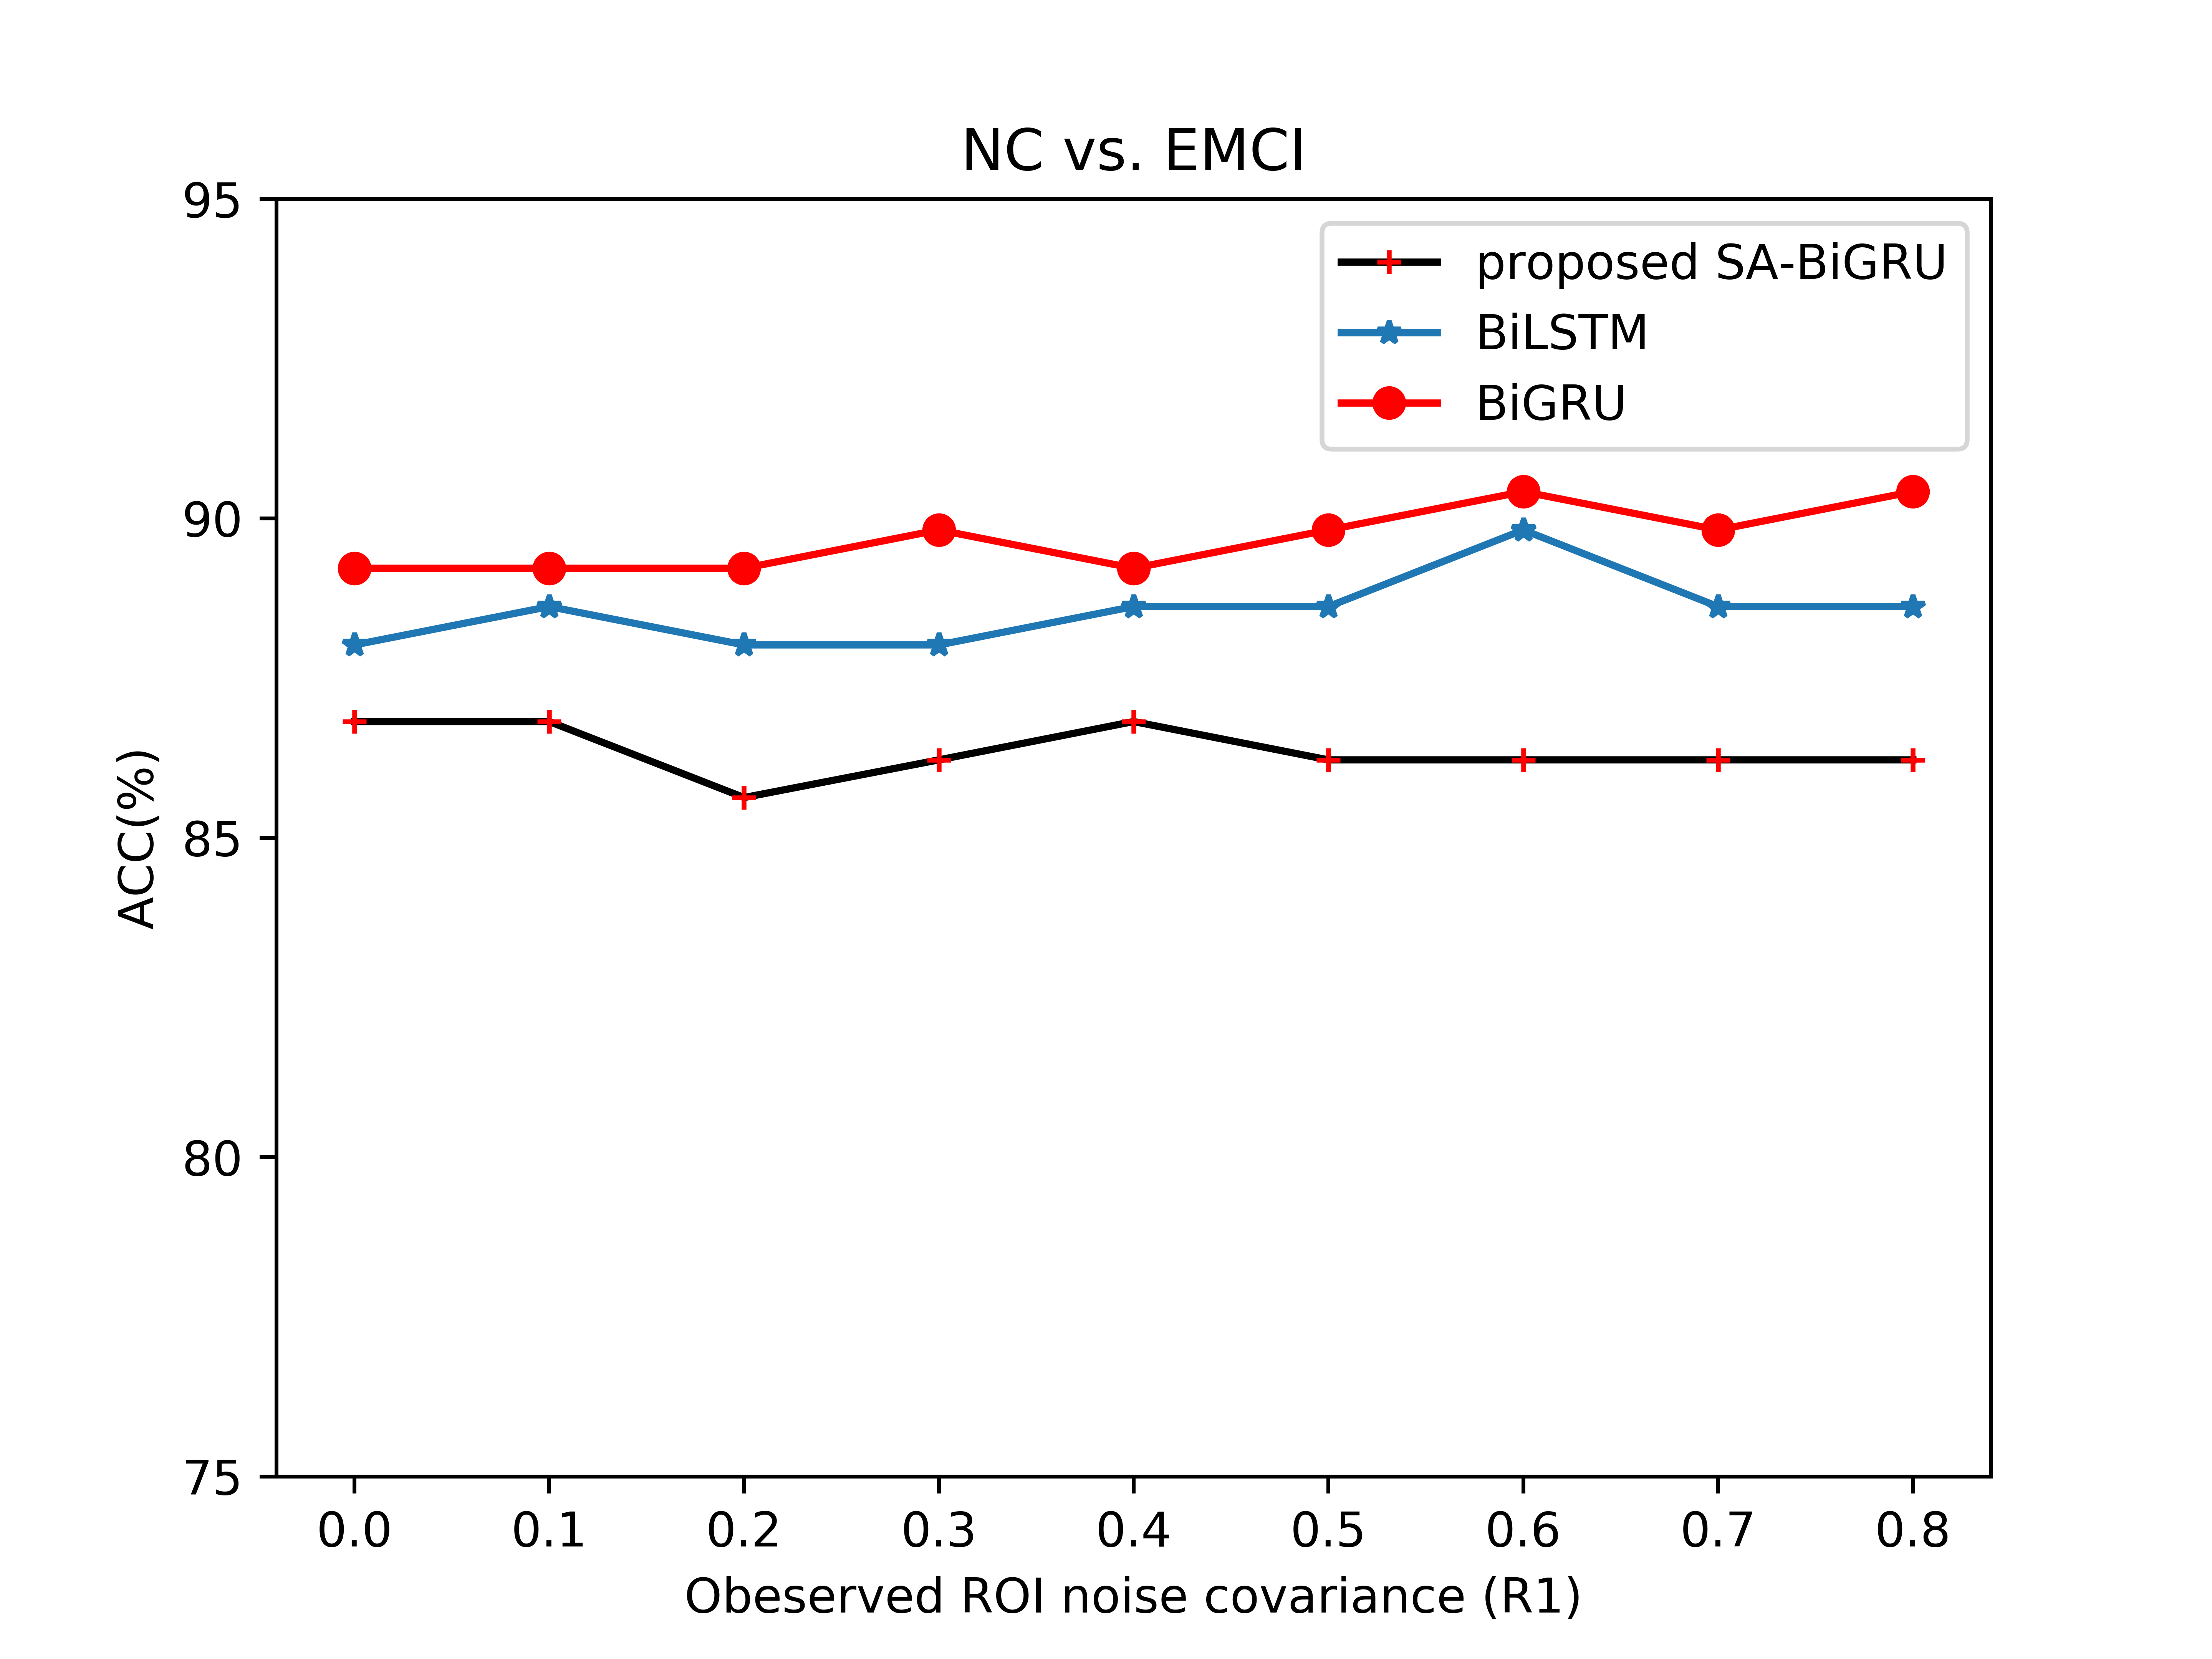 NC vs. EMCI
proposed SA-BiGRU
BiLSTM
BiGRU
ACC(%)
95
90
85
80
75
0.0 0.1 0.2 0.3 0.4 0.5 0.6 0.7 0.8
Obeserved ROI noise covariance (R1)